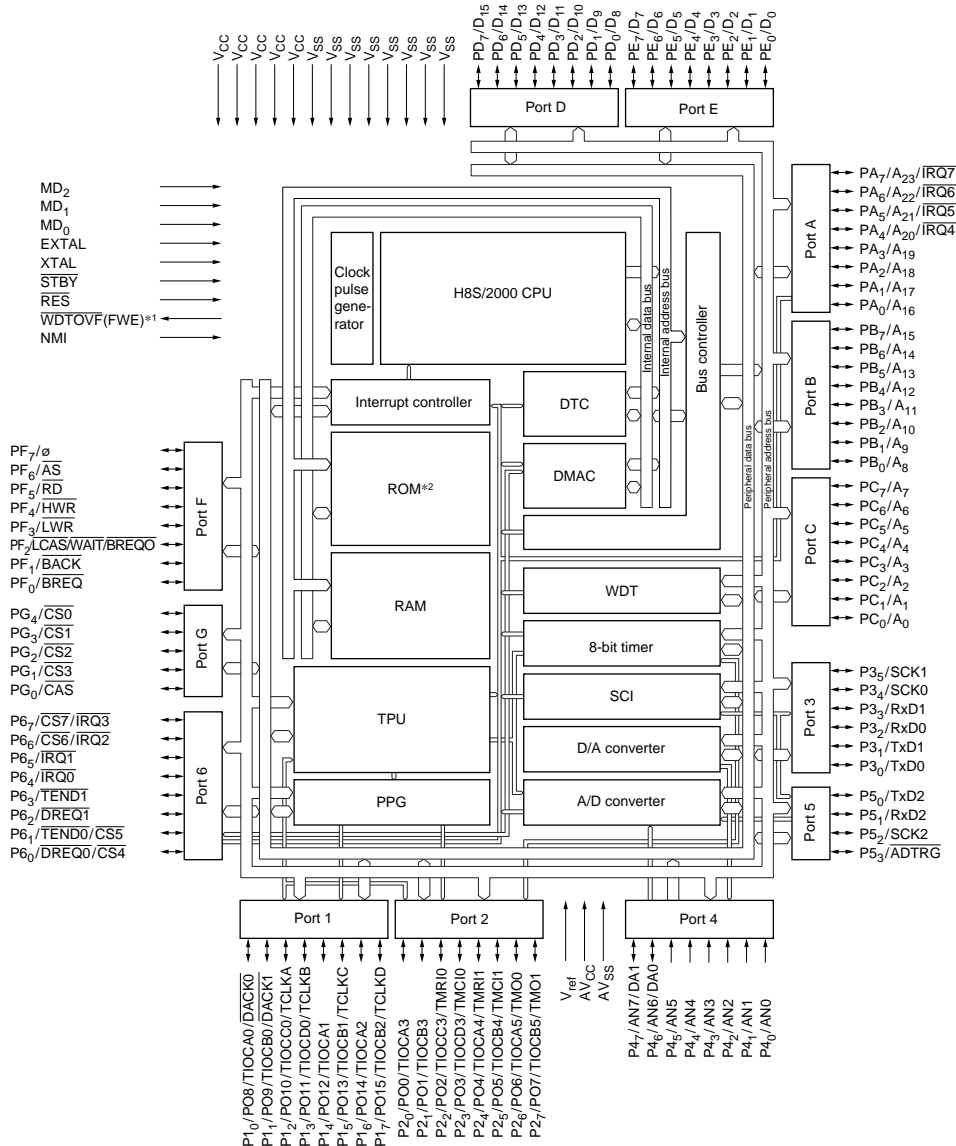 VCC
VCC
VCC
VCC
VCC
VSS
VSS
VSS
VSS
VSS
VSS
VSS
VSS
PD7/D15
PD6/D14
PD5/D13
PD4/D12
PD3/D11
PD2/D10
PD1/D9
PD0/D8
PE7/D7
PE6/D6
PE5/D5
PE4/D4
PE3/D3
PE2/D2
PE1/D1
PE0/D0
Port D
Port E
MD2
MD1
MD0
EXTAL
XTAL
STBY
RES
WDTOVF(FWE)*1
NMI
Clock
pulse
gene-
rator
H8S/2000 CPU
Internal data bus
Internal address bus
Bus controller
Peripheral data bus
Peripheral address bus
Interrupt controller
DTC
ROM*2
DMAC
RAM
WDT
8-bit timer
TPU
SCI
D/A converter
PPG
A/D converter
Port A
PA7/A23/IRQ7
PA6/A22/IRQ6
PA5/A21/IRQ5
PA4/A20/IRQ4
PA3/A19
PA2/A18
PA1/A17
PA0/A16
Port B
PB7/A15
PB6/A14
PB5/A13
PB4/A12
PB3/A11
PB2/A10
PB1/A9
PB0/A8
Port C
PC7/A7
PC6/A6
PC5/A5
PC4/A4
PC3/A3
PC2/A2
PC1/A1
PC0/A0
Port 3
P35/SCK1
P34/SCK0
P33/RxD1
P32/RxD0
P31/TxD1
P30/TxD0
Port 5
P50/TxD2
P51/RxD2
P52/SCK2
P53/ADTRG
PF7/ø
PF6/AS
PF5/RD
PF4/HWR
PF3/LWR
PF2/LCAS/WAIT/BREQO
PF1/BACK
PF0/BREQ
Port F
PG4/CS0
PG3/CS1
PG2/CS2
PG1/CS3
PG0/CAS
Port G
P67/CS7/IRQ3
P66/CS6/IRQ2
P65/IRQ1
P64/IRQ0
P63/TEND1
P62/DREQ1
P61/TEND0/CS5
P60/DREQ0/CS4
Port 6
Port 1
Port 2
Port 4
P10/PO8/TIOCA0/DACK0
P11/PO9/TIOCB0/DACK1
P12/PO10/TIOCC0/TCLKA
P13/PO11/TIOCD0/TCLKB
P14/PO12/TIOCA1
P15/PO13/TIOCB1/TCLKC
P16/PO14/TIOCA2
P17/PO15/TIOCB2/TCLKD
P20/PO0/TIOCA3
P21/PO1/TIOCB3
P22/PO2/TIOCC3/TMRI0
P23/PO3/TIOCD3/TMCI0
P24/PO4/TIOCA4/TMRI1
P25/PO5/TIOCB4/TMCI1
P26/PO6/TIOCA5/TMO0
P27/PO7/TIOCB5/TMO1
Vref
AVCC
AVSS
P47/AN7/DA1
P46/AN6/DA0
P45/AN5
P44/AN4
P43/AN3
P42/AN2
P41/AN1
P40/AN0